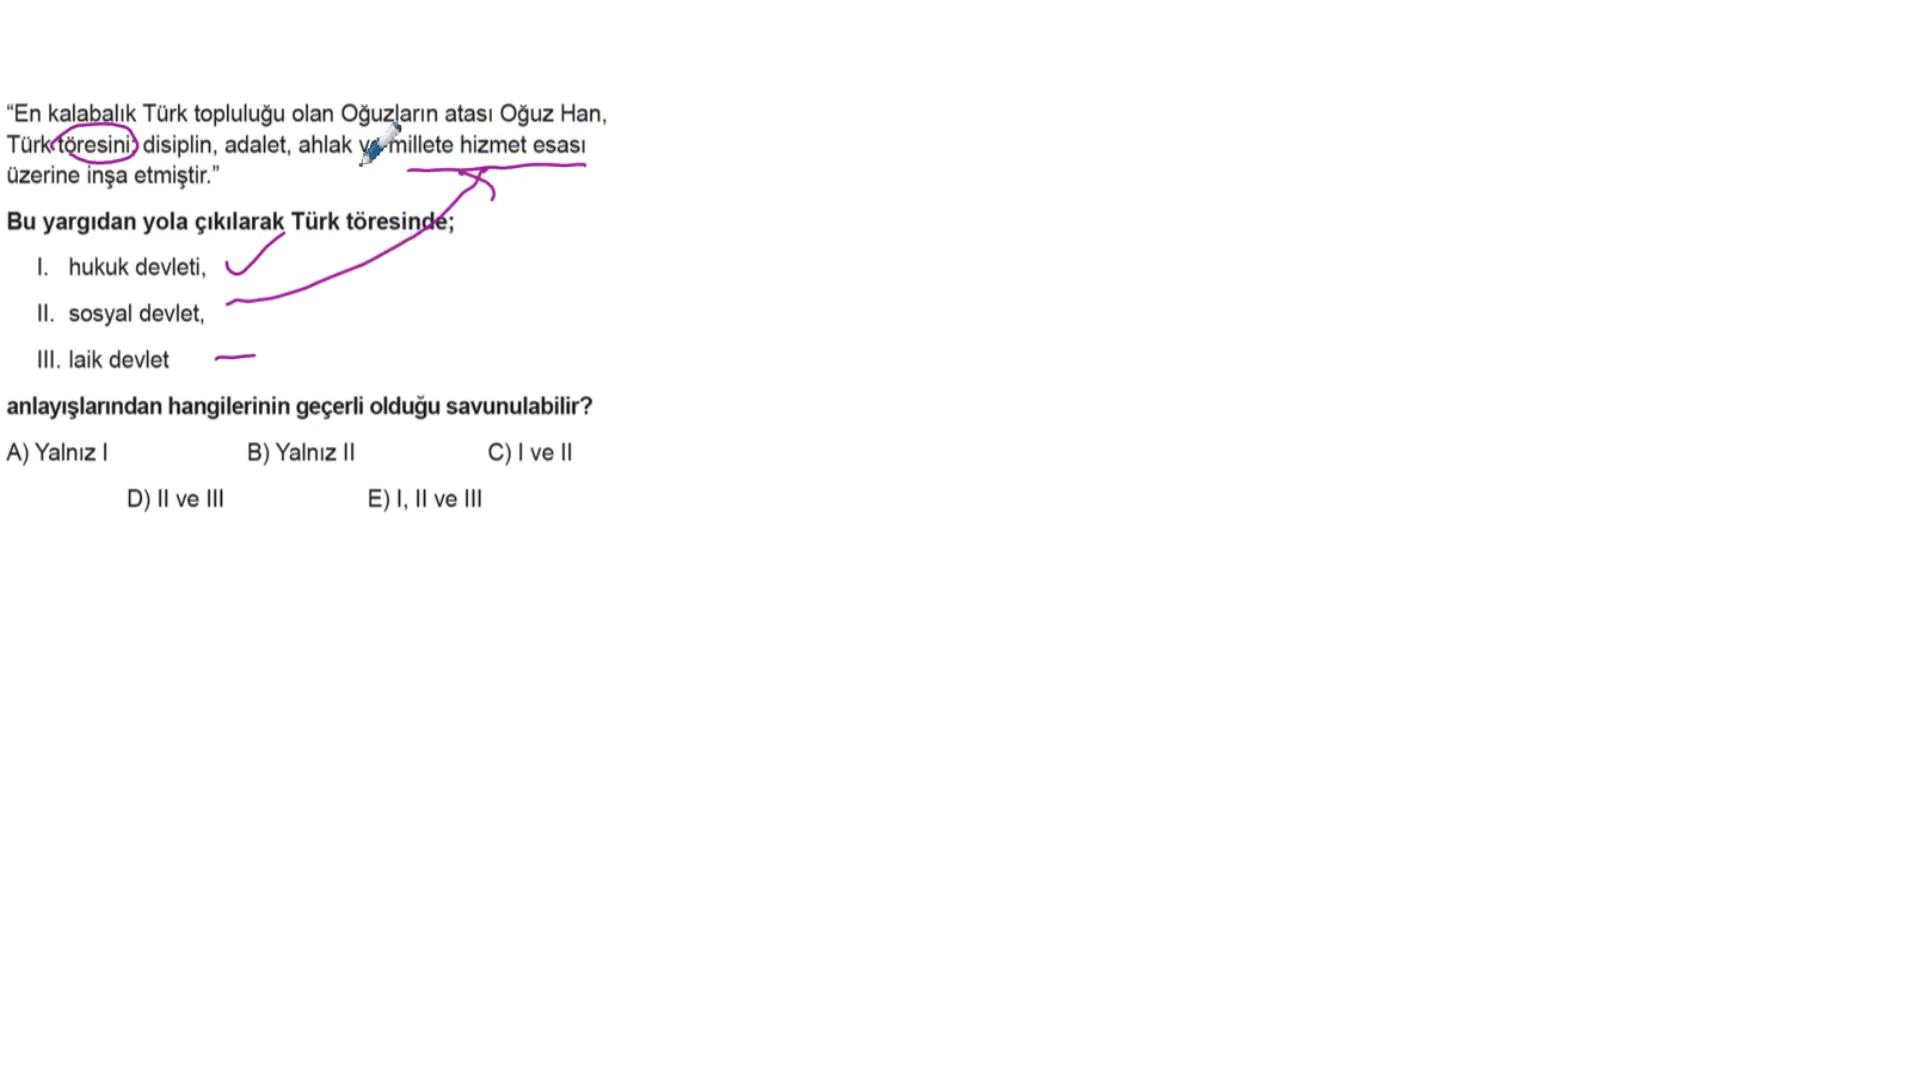 “En kalabalık Türk topluluğu olan Oğuzların atası Oğuz Han,
Türk töresini; disiplin, adalet, ahlak ve millete hizmet esası
üzerine inşa etmiştir.”
Bu yargıdan yola çıkılarak Türk töresinde;
I. hukuk devleti,
II. sosyal devlet,
III. laik devlet
anlayışlarından hangilerinin geçerli olduğu savunulabilir?
A) Yalnız I B) Yalnız II C) I ve II
D) II ve III E) I, II ve III